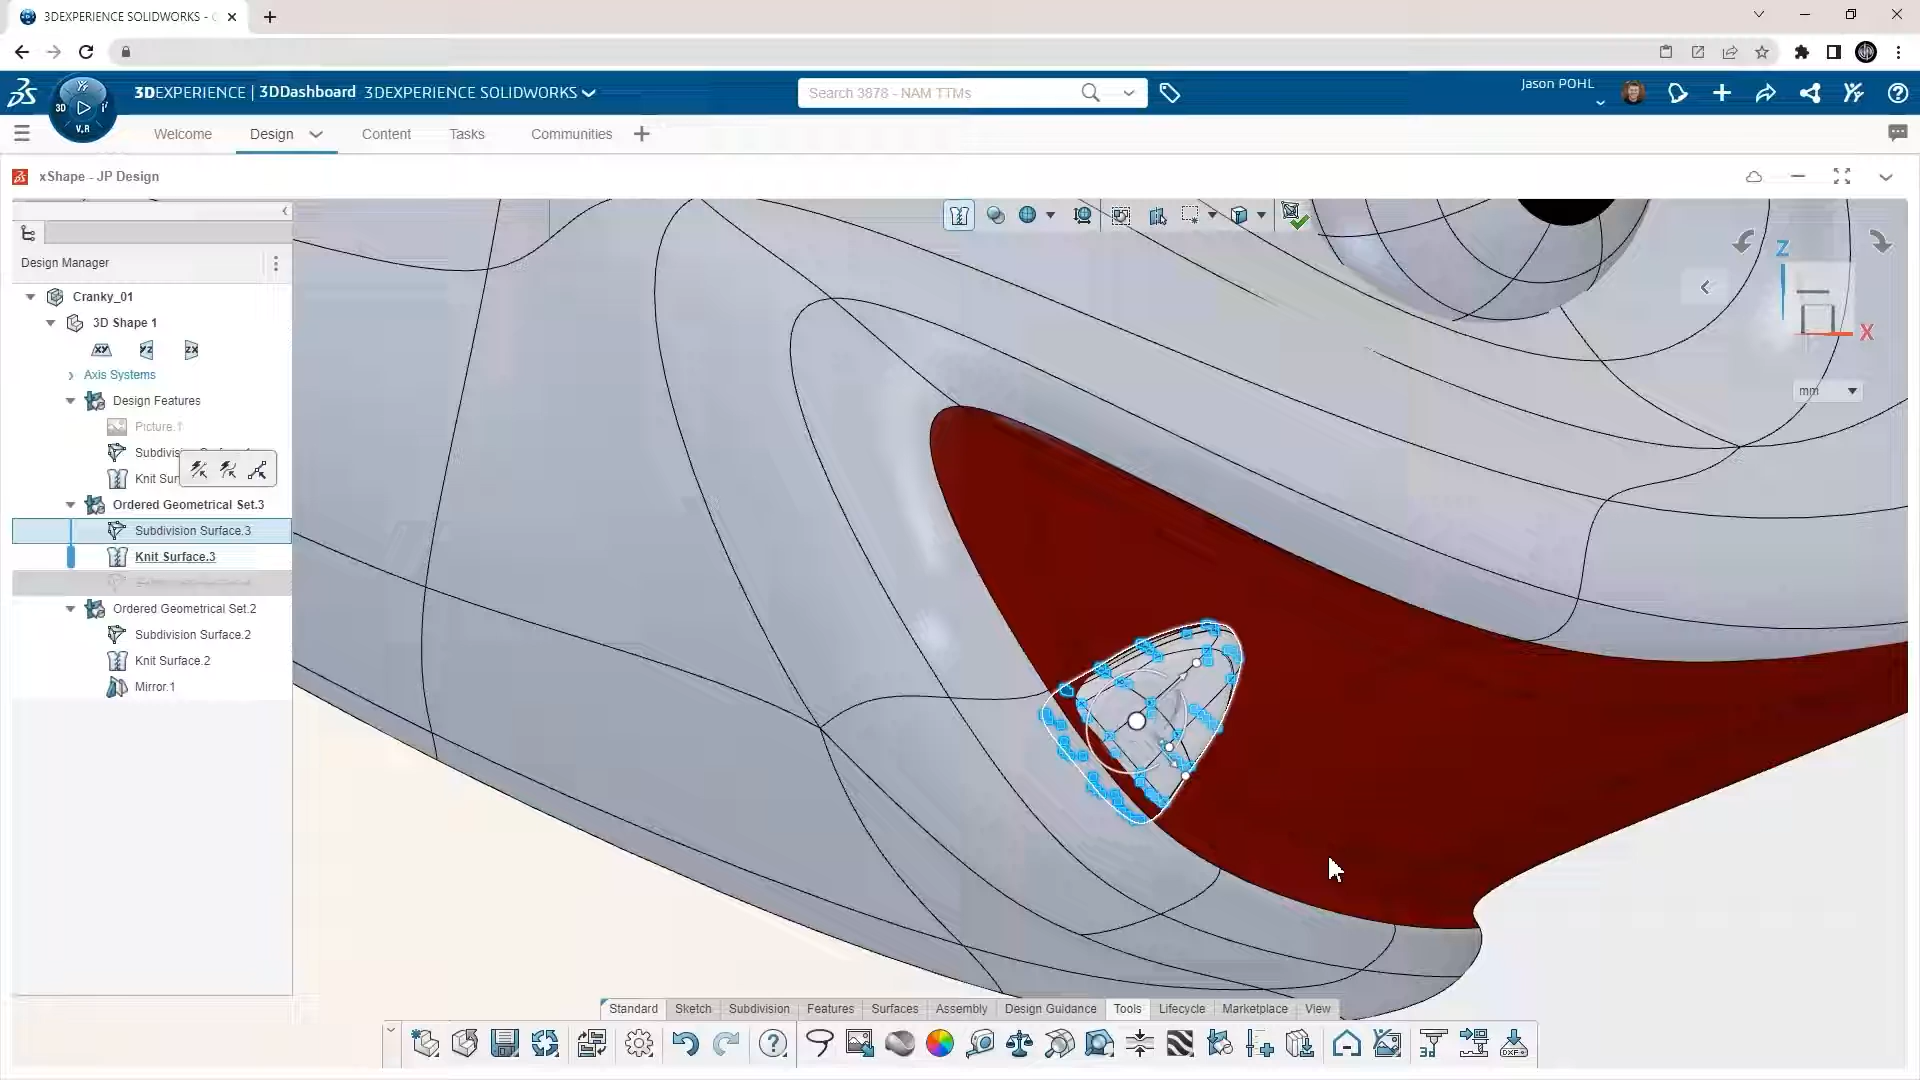 3DEXPERIENCE SOLIDWORKS -
3DEXPERIENCE | 3DDashboard 3DEXPERIENCE SOLIDWORKS
Search 3878 - NAM TTMs
Jason POHL
3D
V.R
Welcome
Design
Content
Tasks
Communities
xShape - JP Design
Design Manager
Cranky_01
3D Shape 1
XY
YZ
ZX
Axis Systems
Design Features
Picture.1
Subdivis
Knit Sur
Ordered Geometrical Set.3
Subdivision Surface.3
Knit Surface.3
Ordered Geometrical Set.2
Subdivision Surface.2
Knit Surface.2
Mirror.1
Z
X
mm
Standard
Sketch
Subdivision
Features
Surfaces
Assembly
Design Guidance
Tools
Lifecycle
Marketplace
View
DXF